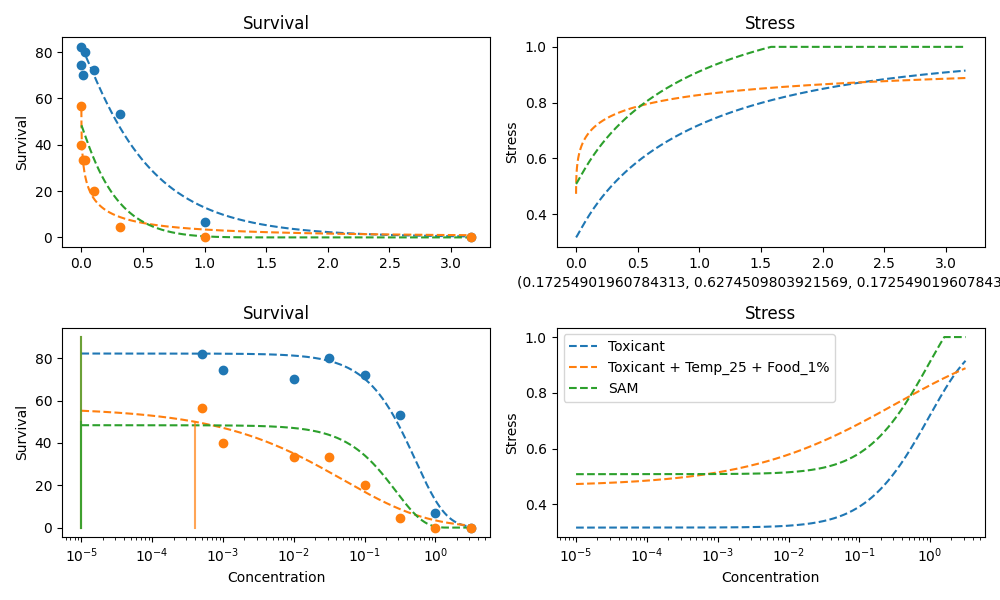 Survival
Stress
Survival
80
60
40
20
0
0.0 0.5 1.0 1.5 2.0 2.5 3.0
Stress
1.0
0.8
0.6
0.4
0.0 0.5 1.0 1.5 2.0 2.5 3.0
(0.17254901960784313, 0.6274509803921569, 0.172549019607843
Survival
Stress
Survival
80
60
40
20
0
10⁻⁵ 10⁻⁴ 10⁻³ 10⁻² 10⁻¹ 10⁰
Concentration
Stress
1.0
0.8
0.6
0.4
Toxicant
Toxicant + Temp_25 + Food_1%
SAM
10⁻⁵ 10⁻⁴ 10⁻³ 10⁻² 10⁻¹ 10⁰
Concentration